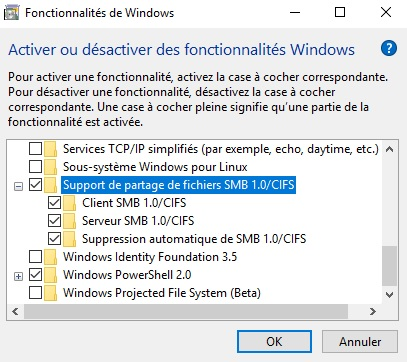 Fonctionnalités de Windows
Activer ou désactiver des fonctionnalités Windows
Pour activer une fonctionnalité, activez la case à cocher correspondante.
Pour désactiver une fonctionnalité, désactivez la case à cocher
correspondante. Une case à cocher pleine signifie qu’une partie de la
fonctionnalité est activée.
Services TCP/IP simplifiés (par exemple, echo, daytime, etc.)
Sous-système Windows pour Linux
Support de partage de fichiers SMB 1.0/CIFS
Client SMB 1.0/CIFS
Serveur SMB 1.0/CIFS
Suppression automatique de SMB 1.0/CIFS
Windows Identity Foundation 3.5
Windows PowerShell 2.0
Windows Projected File System (Beta)
OK Annuler